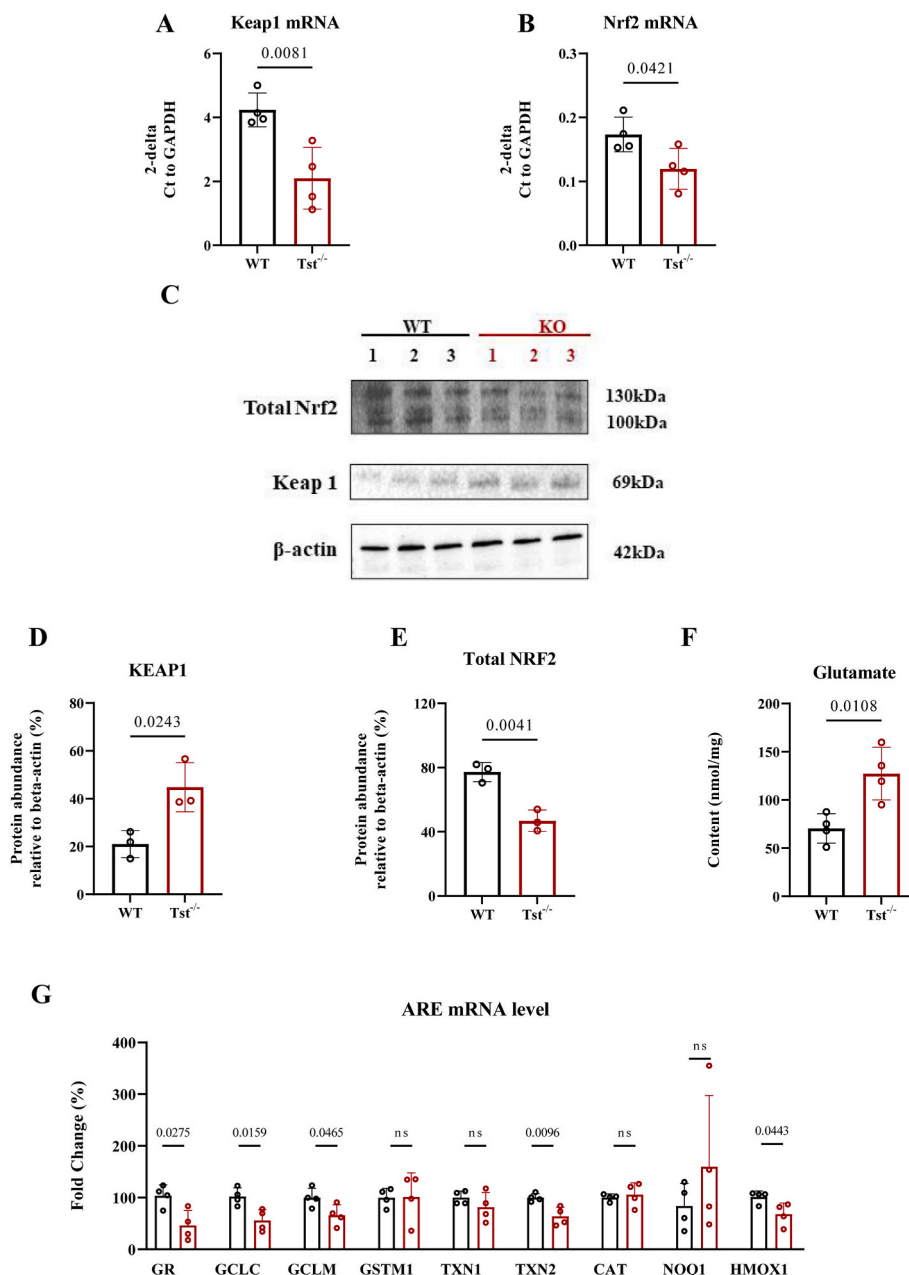 A
Keap1 mRNA
0.0081
6
4
2
0
2-delta
Ct to GAPDH
WT
Tst-/-
B
Nrf2 mRNA
0.0421
0.3
0.2
0.1
0.0
2-delta
Ct to GAPDH
WT
Tst-/-
C
WT KO
1 2 3 1 2 3
Total Nrf2
130kDa
100kDa
Keap 1
69kDa
β-actin
42kDa
D
KEAP1
0.0243
80
60
40
20
0
Protein abundance
relative to beta-actin (%)
WT
Tst-/-
E
Total NRF2
0.0041
120
80
40
0
Protein abundance
relative to beta-actin (%)
WT
Tst-/-
F
Glutamate
0.0108
200
150
100
50
0
Content (nmol/mg)
WT
Tst-/-
G
ARE mRNA level
400
300
200
100
0
Fold Change (%)
0.0275 0.0159 0.0465 ns ns 0.0096 ns ns 0.0443
GR GCLC GCLM GSTM1 TXN1 TXN2 CAT NOO1 HMOX1